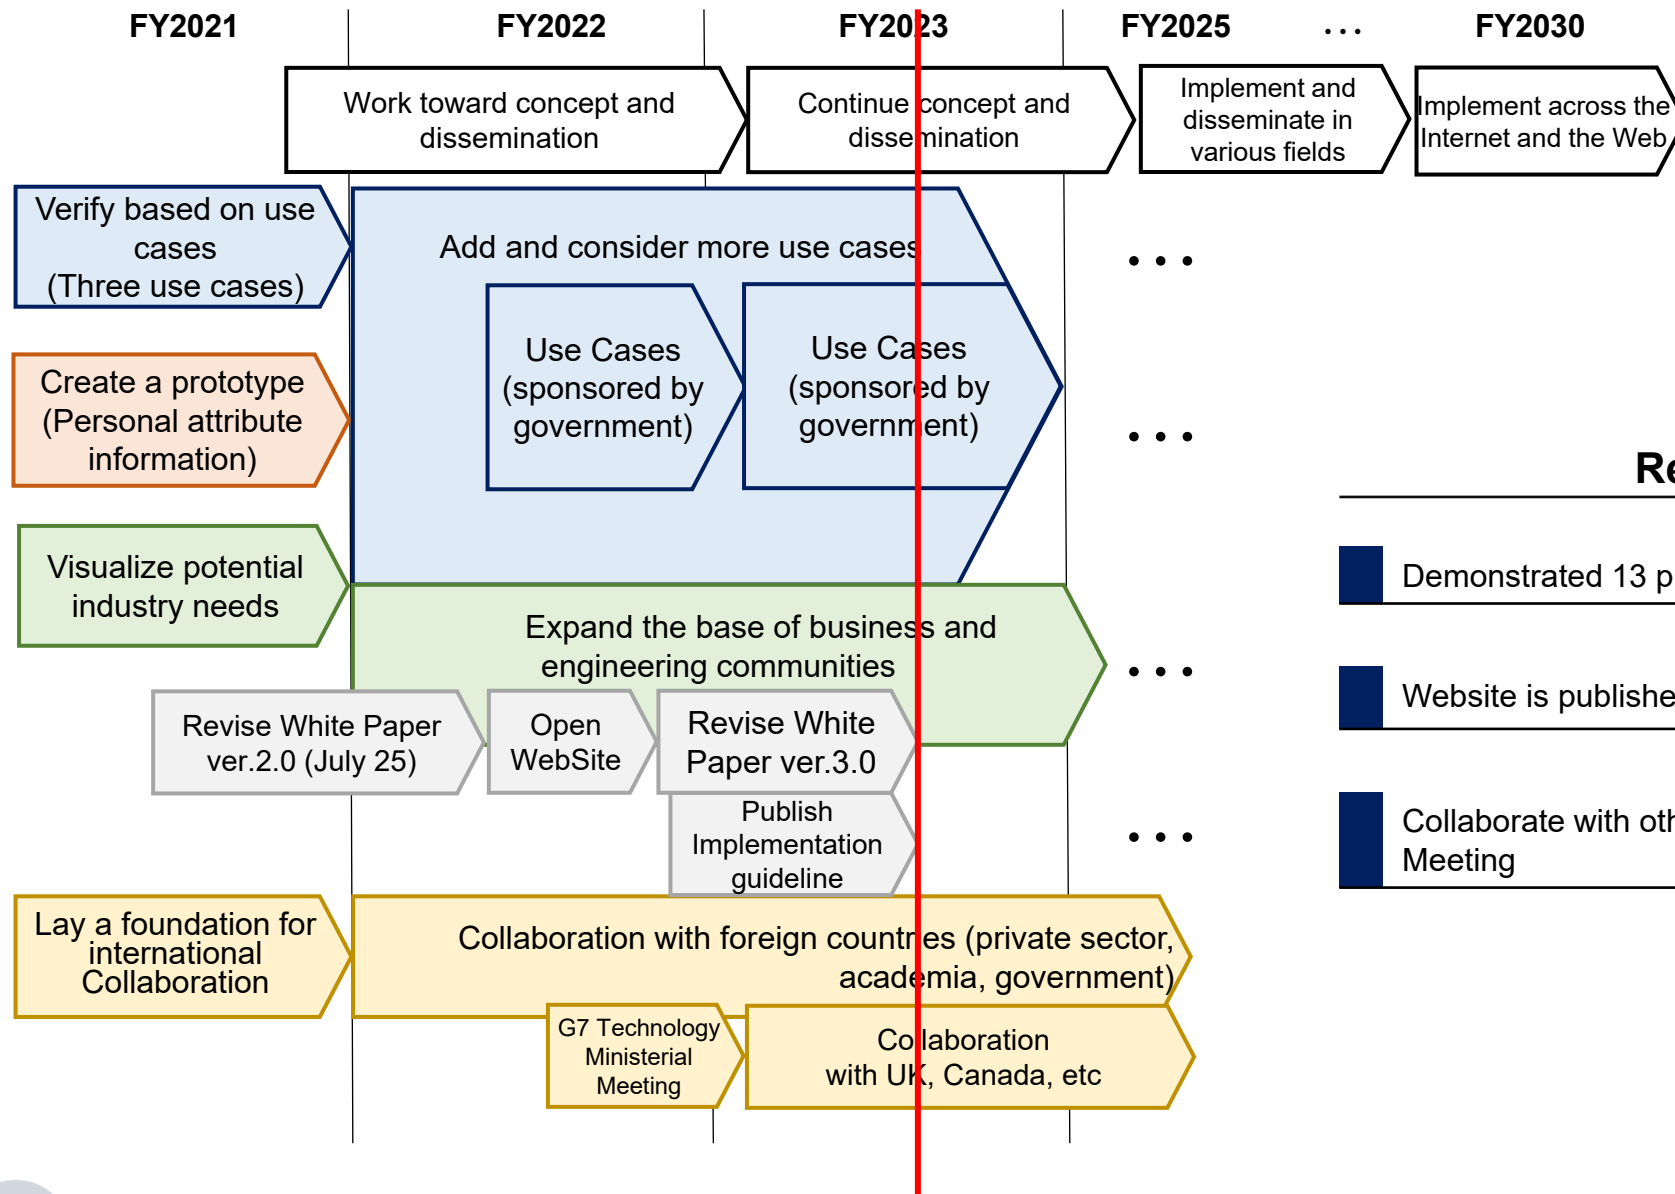 FY2021
FY2022
FY2023
FY2025
...
FY2030
Work toward concept and
dissemination
Continue concept and
dissemination
Implement and
disseminate in
various fields
Implement across the
Internet and the Web
Verify based on use
cases
(Three use cases)
Add and consider more use cases
...
Use Cases
(sponsored by
government)
Use Cases
(sponsored by
government)
Create a prototype
(Personal attribute
information)
...
Visualize potential
industry needs
Expand the base of business and
engineering communities
...
Revise White Paper
ver.2.0 (July 25)
Open
WebSite
Revise White
Paper ver.3.0
Publish
Implementation
guideline
...
Lay a foundation for
international
Collaboration
Collaboration with foreign countries (private sector,
academia, government)
G7 Technology
Ministerial
Meeting
Collaboration
with UK, Canada, etc
Demonstrated 13
Website is
Collaborate with
Meeting